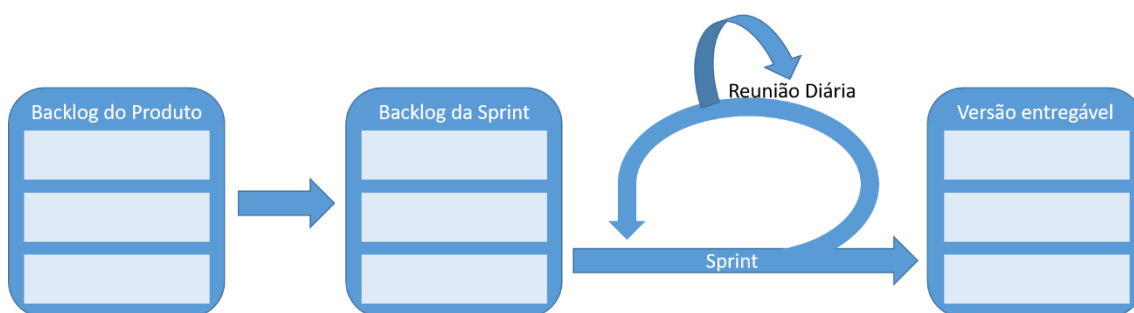 Backlog do Produto
Backlog da Sprint
Reunião Diária
Sprint
Versão entregável